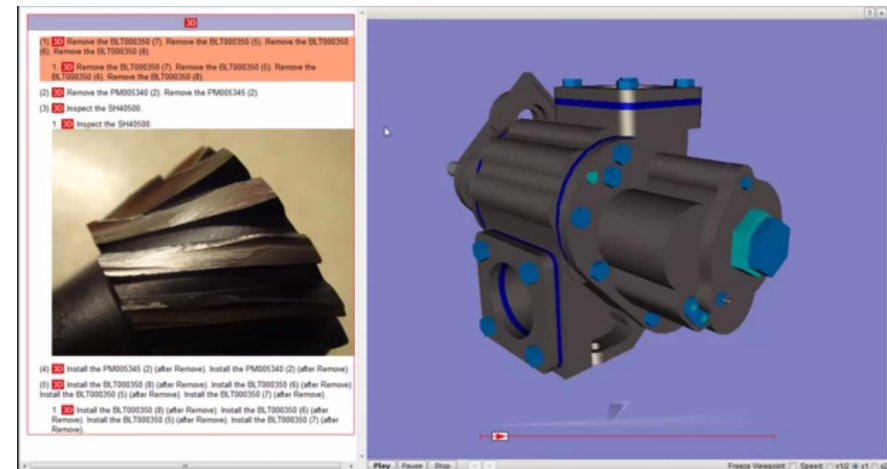 3D
(1) 3D Remove the BLT000350 (7). Remove the BLT000350 (5). Remove the BLT000350
(6). Remove the BLT000350 (8).
1. 3D Remove the BLT000350 (7). Remove the BLT000350 (5). Remove the
BLT000350 (6). Remove the BLT000350 (8).
(2) 3D Remove the PM005340 (2). Remove the PM005345 (2).
(3) 3D Inspect the SH40500.
1. 3D Inspect the SH40500.
(4) 3D Install the PM005345 (2) (after Remove). Install the PM005340 (2) (after Remove).
(5) 3D Install the BLT000350 (8) (after Remove). Install the BLT000350 (6) (after Remove).
Install the BLT000350 (5) (after Remove). Install the BLT000350 (7) (after Remove).
1. 3D Install the BLT000350 (8) (after Remove). Install the BLT000350 (6) (after
Remove). Install the BLT000350 (5) (after Remove). Install the BLT000350 (7) (after
Remove).
Play Pause Stop Freeze Viewpoint Speed: x1/2 x1 x2